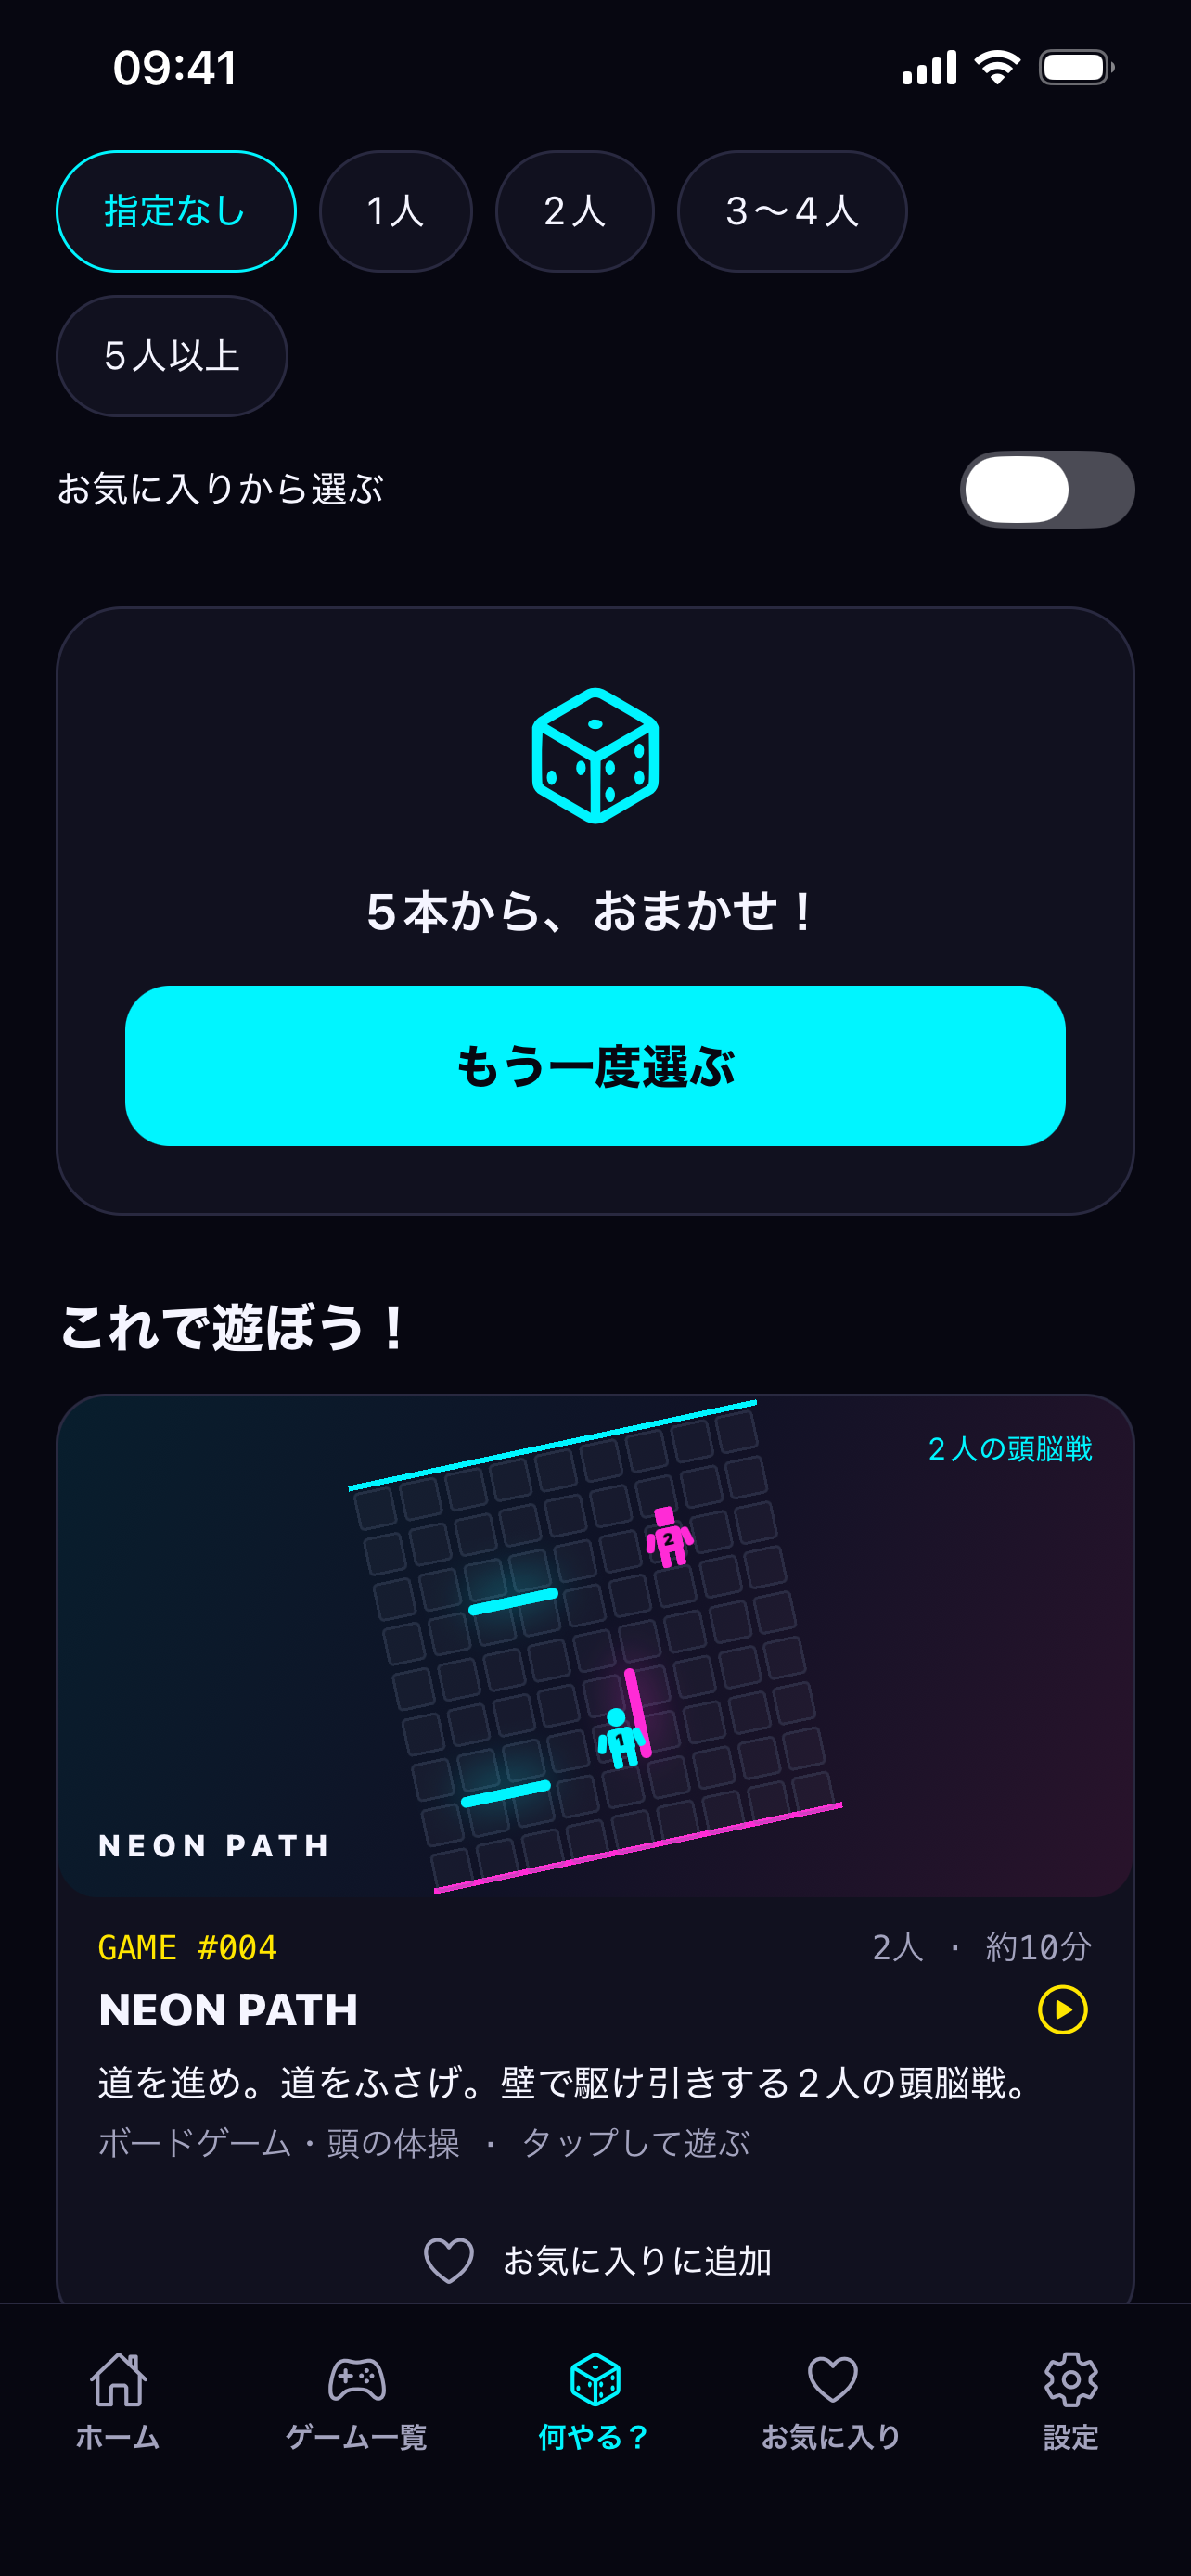 09:41
指定なし
1人
2人
3〜4人
5人以上
お気に入りから選ぶ
5本から、おまかせ！
もう一度選ぶ
これで遊ぼう！
2人の頭脳戦
2
1
NEON PATH
GAME #004
2人 · 約10分
NEON PATH
道を進め。道をふさげ。壁で駆け引きする2人の頭脳戦。
ボードゲーム・頭の体操 · タップして遊ぶ
お気に入りに追加
ホーム
ゲーム一覧
何やる？
お気に入り
設定